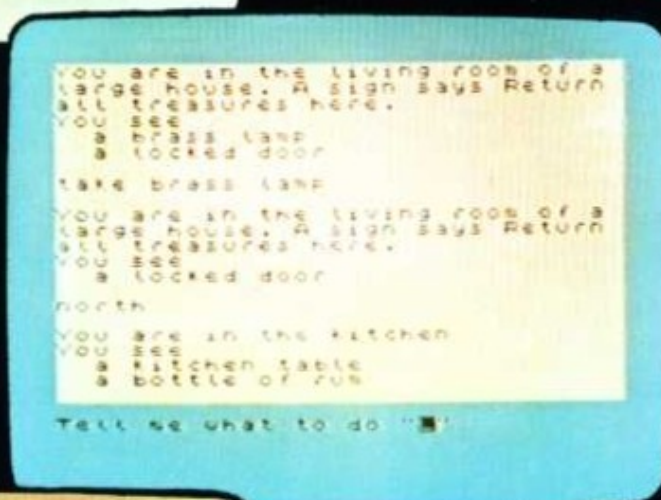 You are in the living room of a
large house. A sign says Return
all treasures here.
You see
a brass lamp
a locked door
take brass lamp
You are in the living room of a
large house. A sign says Return
all treasures here.
You see
a locked door
north
You are in the kitchen
You see
a kitchen table
a bottle of rum
Tell me what to do "█"